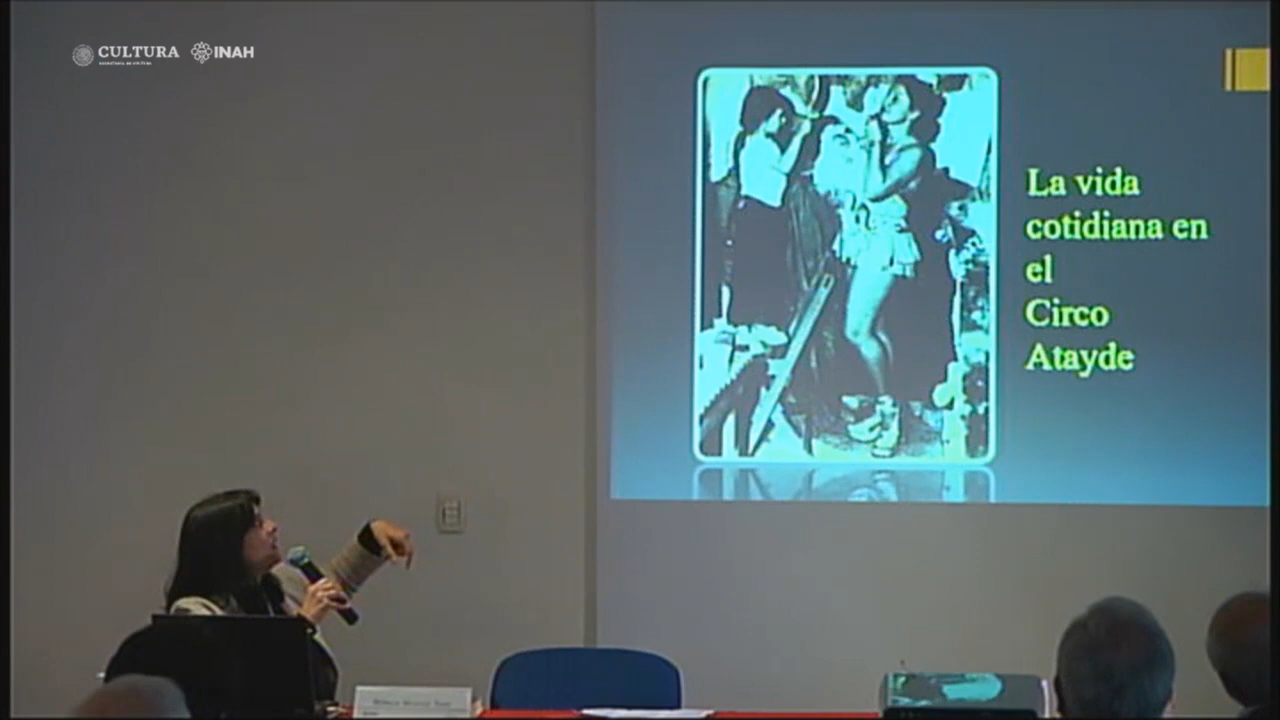 CULTURA
INAH
La vida
cotidiana en
el
Circo
Atayde